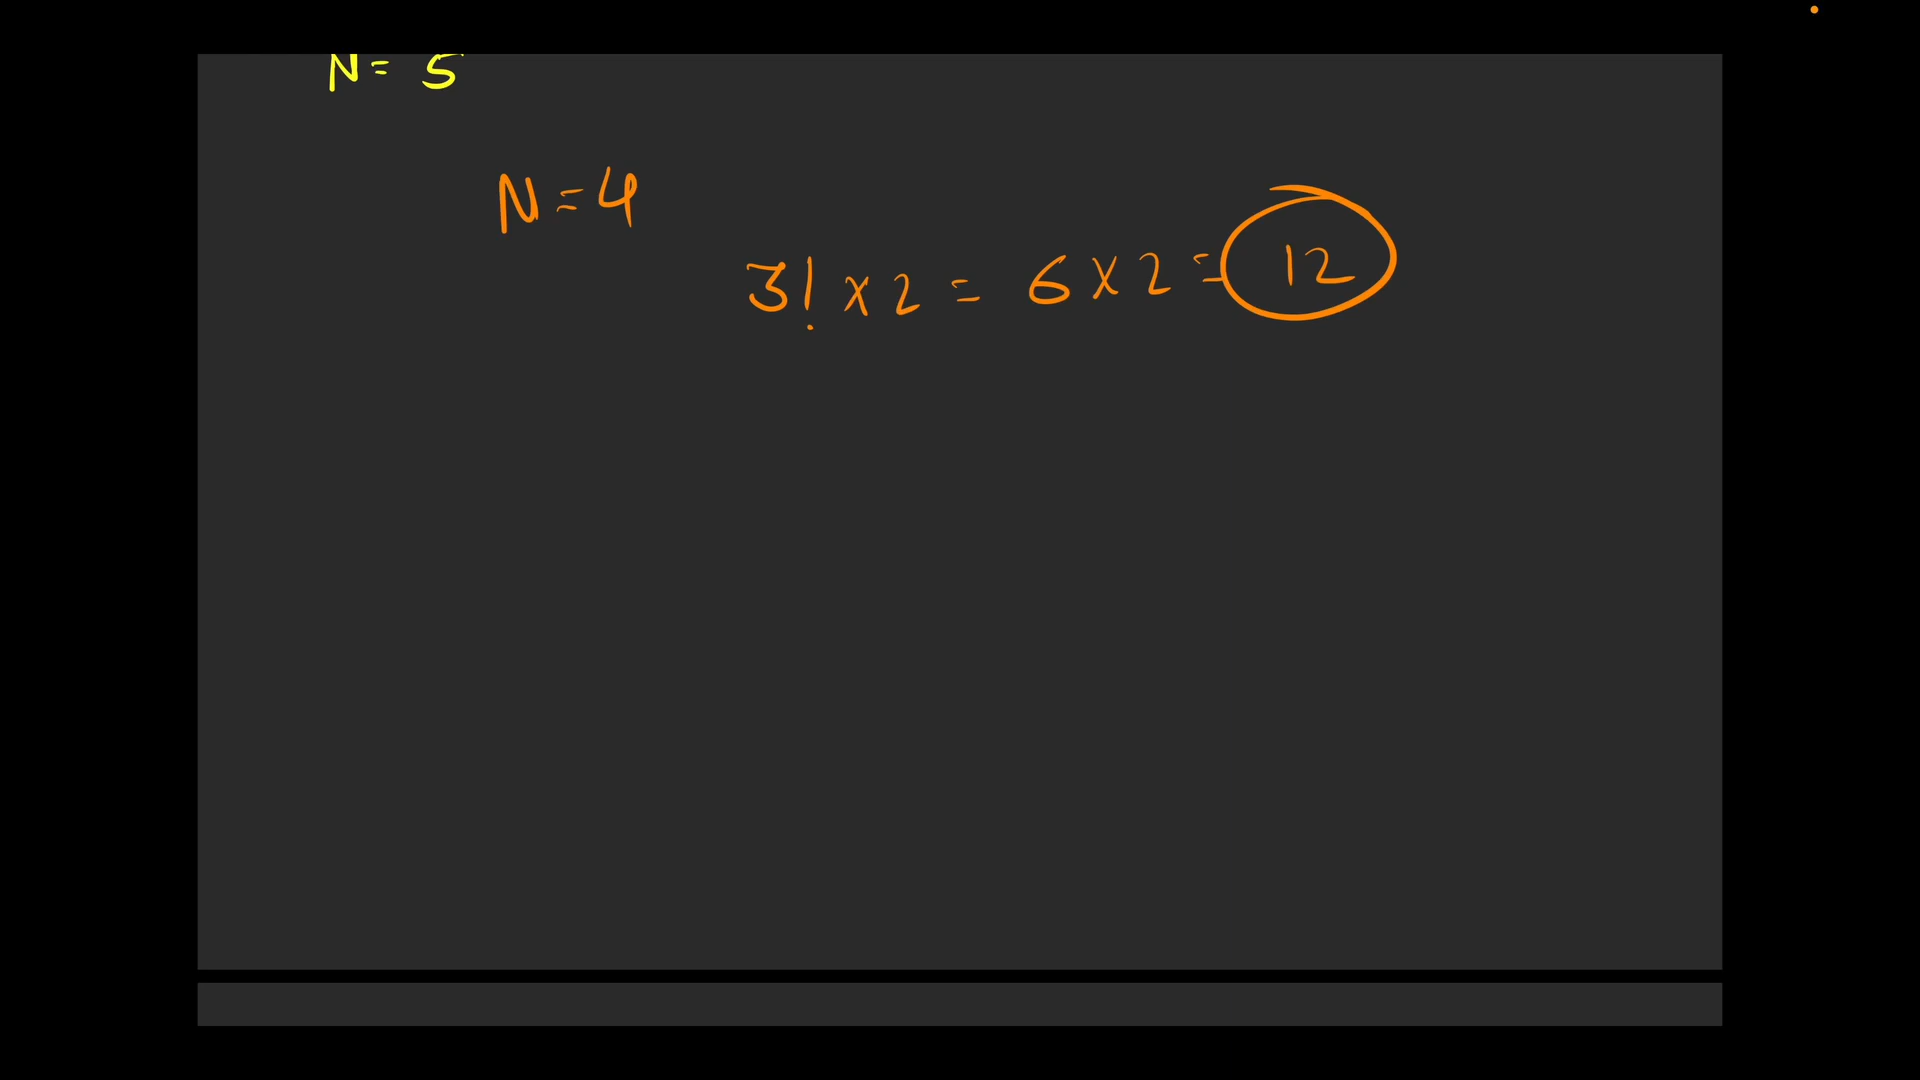 N= 5
N=4
3! x 2 = 6 x 2 = 12